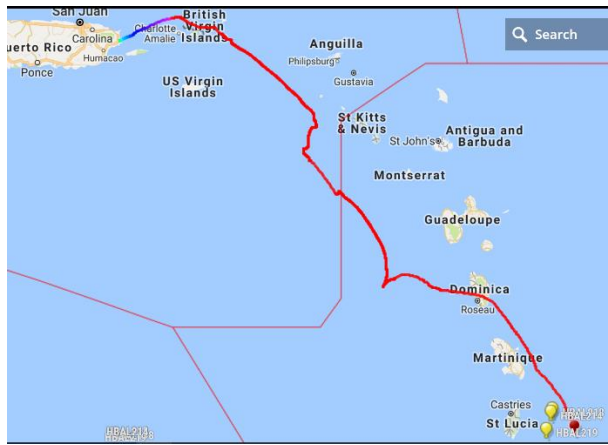 San Juan
Carolina
uerto Rico
Humacao
Ponce
British
Virgin
Islands
Charlotte
Amalie
US Virgin
Islands
Anguilla
Philipsburg
Gustavia
Search
St Kitts
& Nevis
St John's
Antigua and
Barbuda
Montserrat
Guadeloupe
Dominica
Roseau
Martinique
Castries
St Lucia
HBAL219